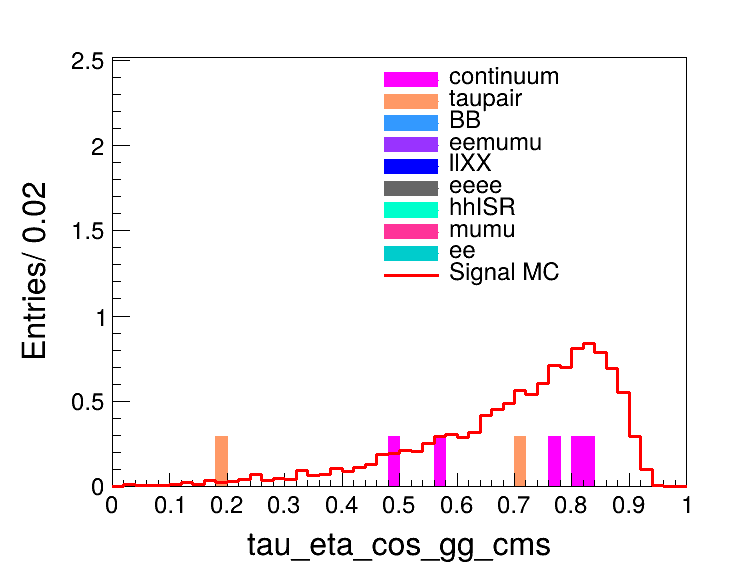 2.5
2
1.5
1
0.5
0
Entries/ 0.02
continuum
taupair
BB
eemumu
llXX
eeee
hhISR
mumu
ee
Signal MC
0 0.1 0.2 0.3 0.4 0.5 0.6 0.7 0.8 0.9 1
tau_eta_cos_gg_cms